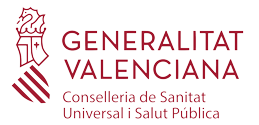 GENERALITAT
VALENCIANA
Conselleria de Sanitat
Universal i Salut Pública